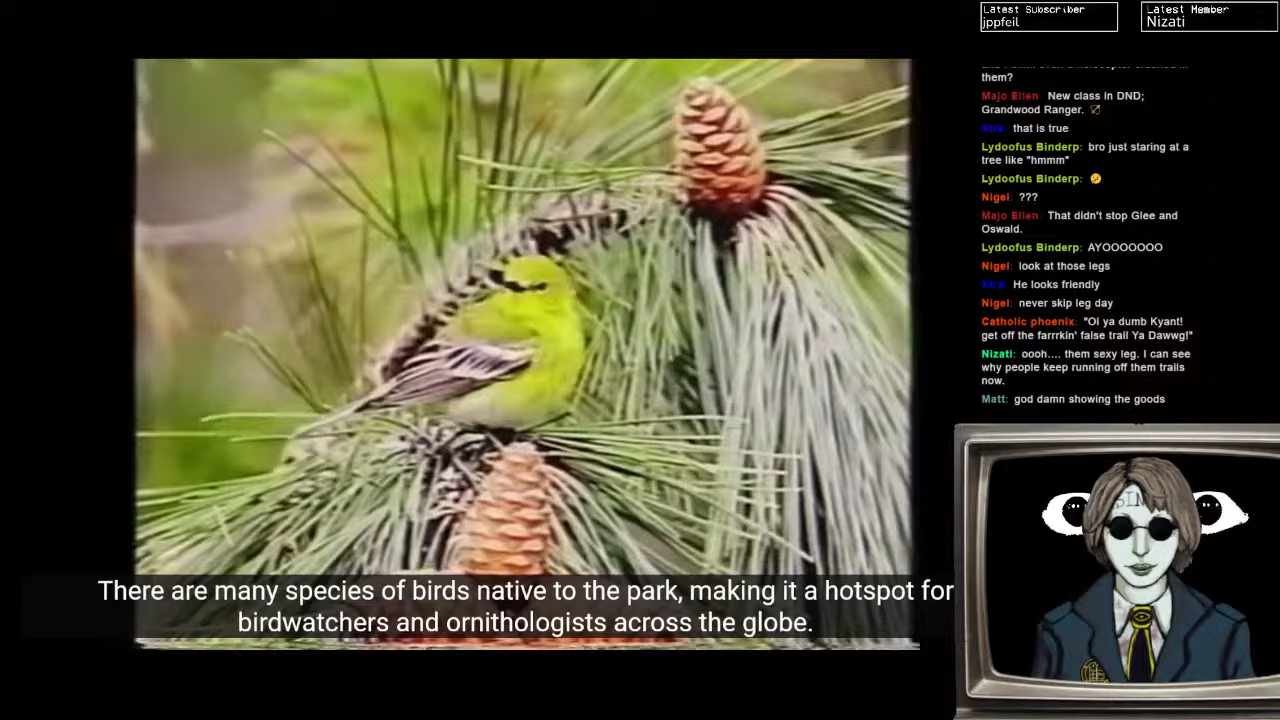 Latest Subscriber
jppfeil
Latest Member
Nizati
them?
Majo Ellen: New class in DND;
Grandwood Ranger.
Xtra: that is true
Lydoofus Binderp: bro just staring at a
tree like "hmmm"
Lydoofus Binderp:
Nigel: ???
Majo Ellen: That didn't stop Glee and
Oswald.
Lydoofus Binderp: AYOOOOOOO
Nigel: look at those legs
Xtra: He looks friendly
Nigel: never skip leg day
Catholic phoenix: "Oi ya dumb Kyant!
get off the farrrkin' false trail Ya Dawwg!"
Nizati: oooh.... them sexy leg. I can see
why people keep running off them trails
now.
Matt: god damn showing the goods
There are many species of birds native to the park, making it a hotspot for
birdwatchers and ornithologists across the globe.